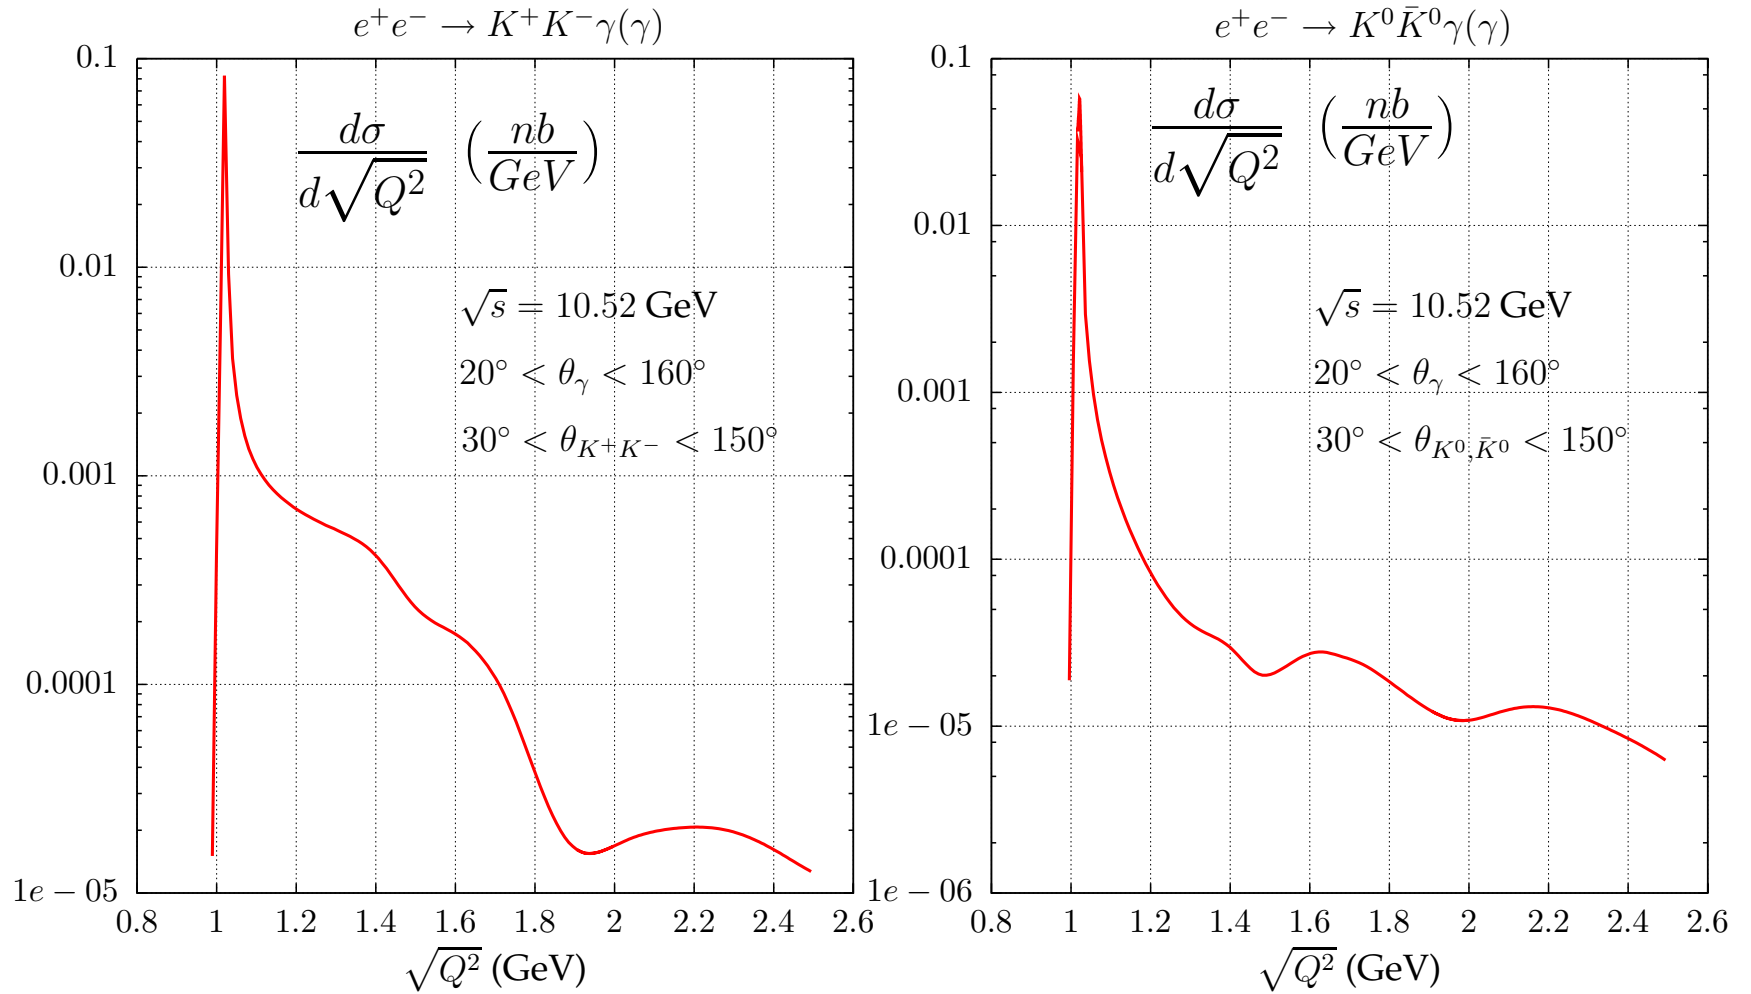 e⁺e⁻ → K⁺K⁻γ(γ)
0.1
0.01
0.001
0.0001
1e − 05
dσ/d√Q² (nb/GeV)
√s = 10.52 GeV
20° < θ_γ < 160°
30° < θ_{K⁺K⁻} < 150°
0.8 1 1.2 1.4 1.6 1.8 2 2.2 2.4 2.6
√Q² (GeV)
e⁺e⁻ → K⁰K̄⁰γ(γ)
0.1
0.01
0.001
0.0001
1e − 05
1e − 06
dσ/d√Q² (nb/GeV)
√s = 10.52 GeV
20° < θ_γ < 160°
30° < θ_{K⁰,K̄⁰} < 150°
0.8 1 1.2 1.4 1.6 1.8 2 2.2 2.4 2.6
√Q² (GeV)